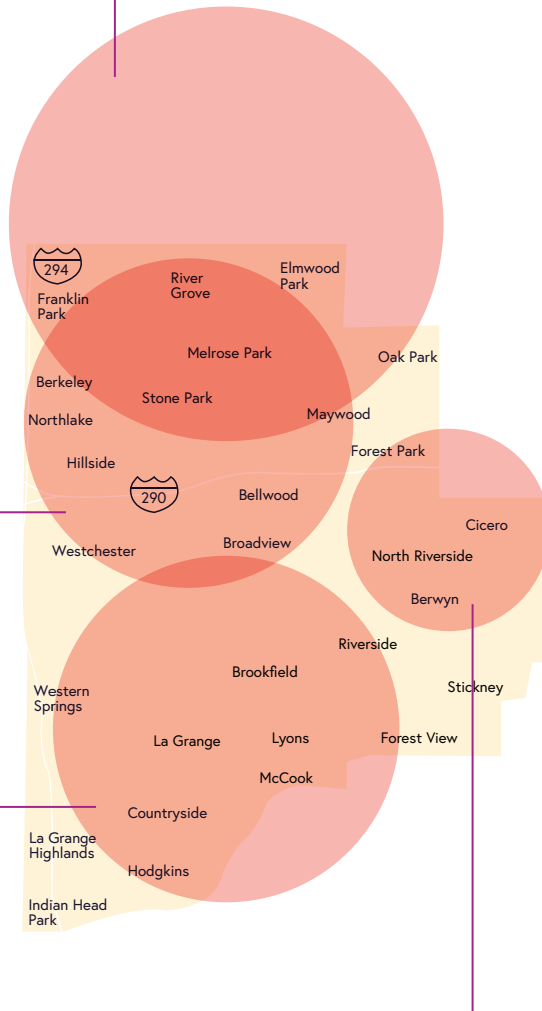 294
River
Grove
Elmwood
Park
Franklin
Park
Melrose Park
Oak Park
Berkeley
Stone Park
Maywood
Northlake
Forest Park
Hillside
290
Bellwood
Cicero
Westchester
Broadview
North Riverside
Berwyn
Riverside
Brookfield
Western
Springs
Stickney
La Grange
Lyons
Forest View
McCook
Countryside
La Grange
Highlands
Hodgkins
Indian Head
Park